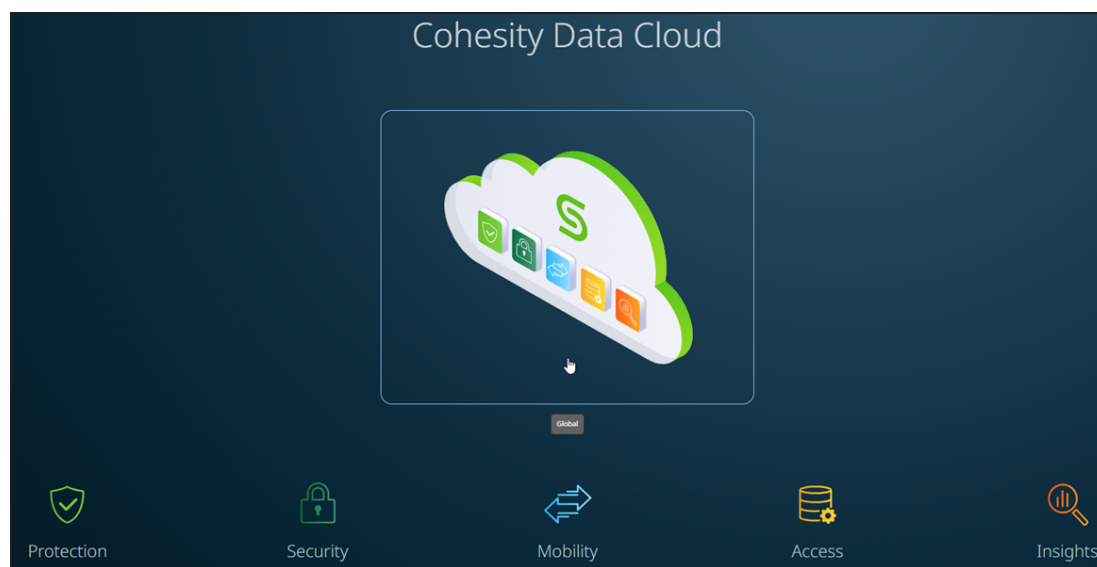 Cohesity Data Cloud
Global
Protection
Security
Mobility
Access
Insights